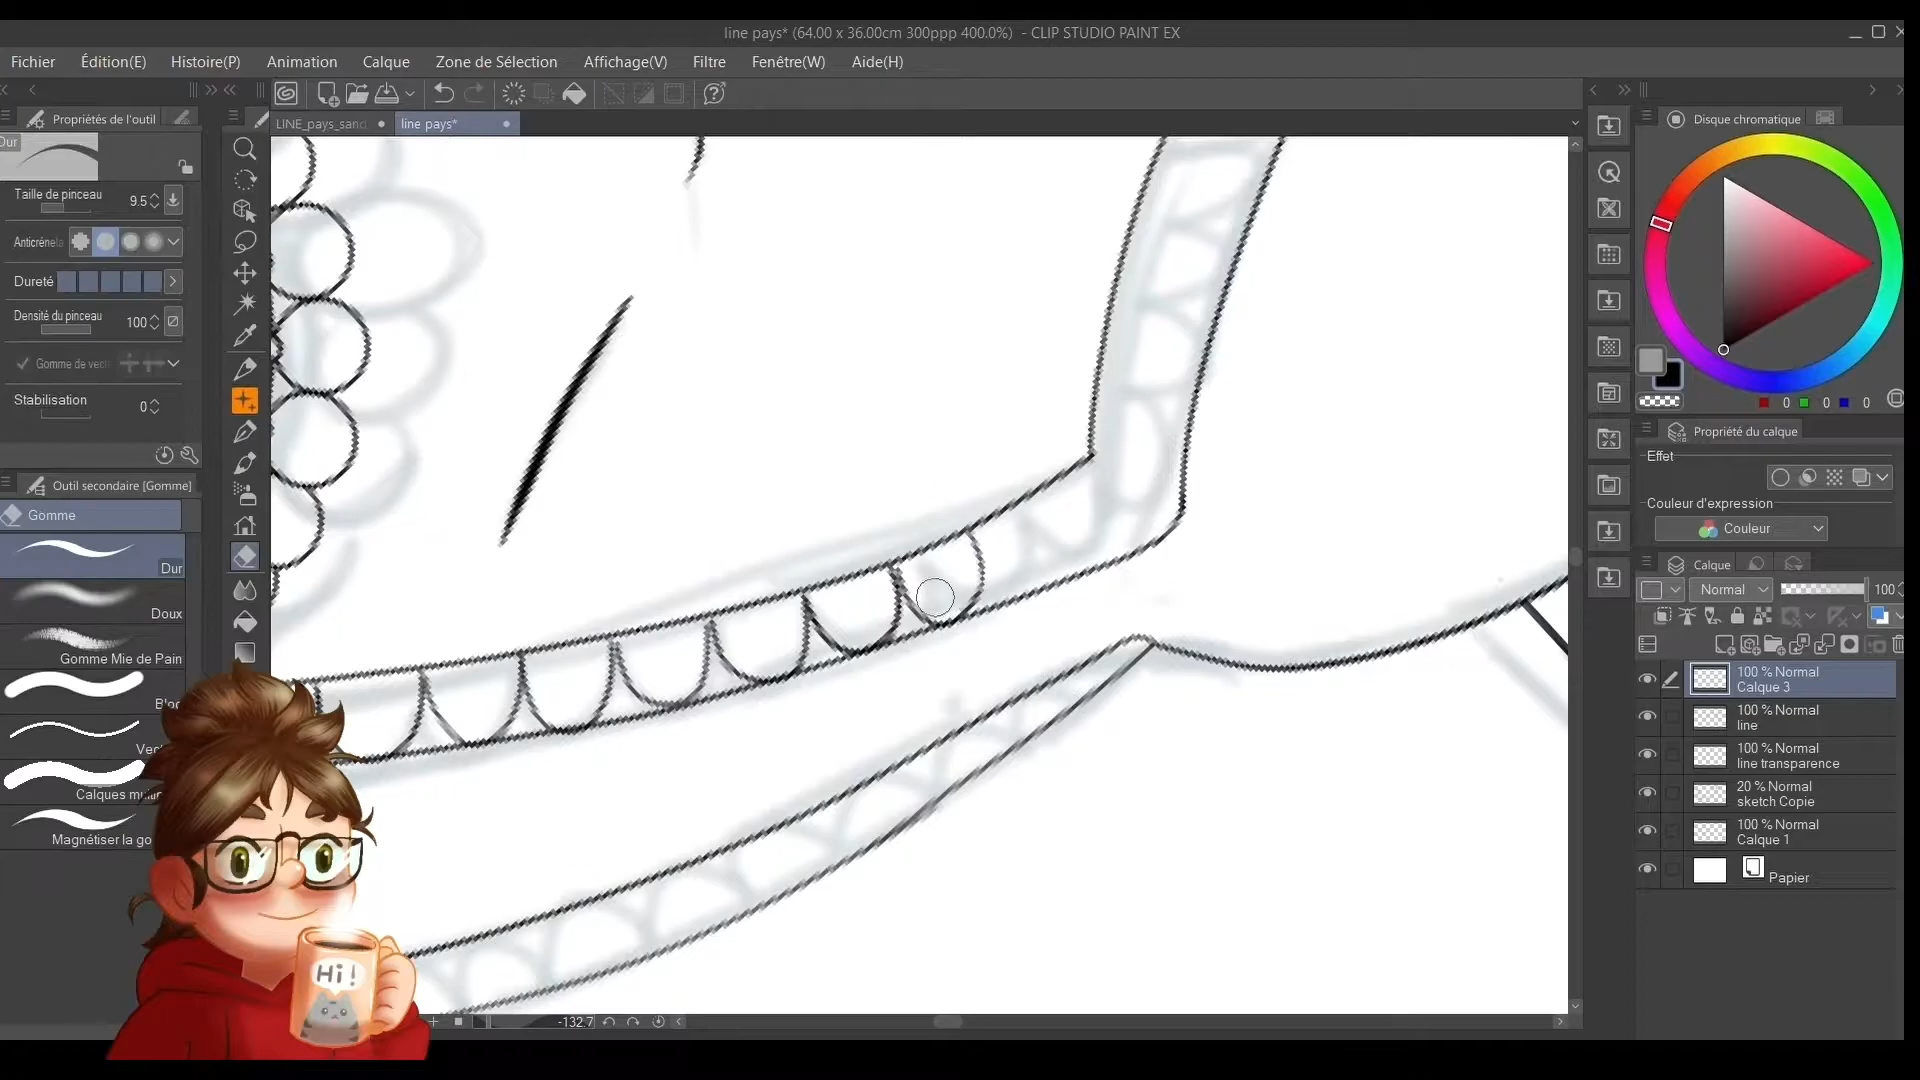 line pays* (64.00 x 36.00cm 300ppp 400.0%) - CLIP STUDIO PAINT EX
Fichier Édition(E) Histoire(P) Animation Calque Zone de Sélection Affichage(V) Filtre Fenêtre(W) Aide(H)
Propriétés de l'outil
LINE_pays_sand line pays*
Disque chromatique
Dur
Taille de pinceau 9.5
Anticrénela
Dureté
Densité du pinceau 100
Gomme de vect
Stabilisation 0
0 0 0
Propriété du calque
Effet
Couleur d'expression
Couleur
Outil secondaire [Gomme]
Gomme
Dur
Doux
Gomme Mie de Pain
Vec
Calques mul
Magnétiser la go
Calque
Normal 100
100 % Normal
Calque 3
100 % Normal
line
100 % Normal
line transparence
20 % Normal
sketch Copie
100 % Normal
Calque 1
Papier
Hi !
-132.7